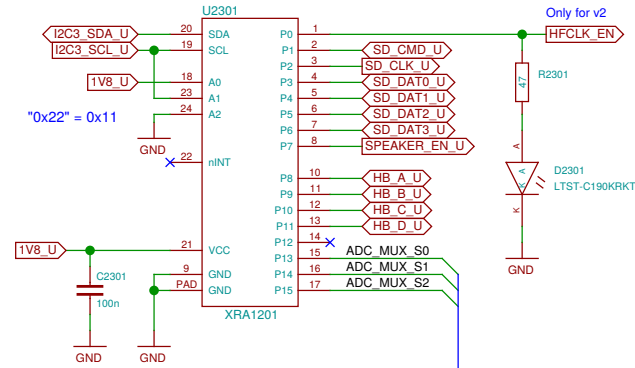 U2301
Only for v2
I2C3_SDA_U 20 SDA P0 1 HFCLK_EN
I2C3_SCL_U 19 SCL P1 2 SD_CMD_U
P2 3 SD_CLK_U
1V8_U 18 A0 P3 4 SD_DAT0_U
23 A1 P4 5 SD_DAT1_U
24 A2 P5 6 SD_DAT2_U
P6 7 SD_DAT3_U
P7 8 SPEAKER_EN_U
"0x22" = 0x11
GND
22 nINT
R2301
47
P8 10 HB_A_U
P9 11 HB_B_U
P10 12 HB_C_U
P11 13 HB_D_U
P12 14
A
A
K
K
D2301
LTST-C190KRKT
GND
1V8_U 21 VCC P13 15 ADC_MUX_S0
9 GND P14 16 ADC_MUX_S1
PAD GND P15 17 ADC_MUX_S2
C2301
100n
XRA1201
GND
GND